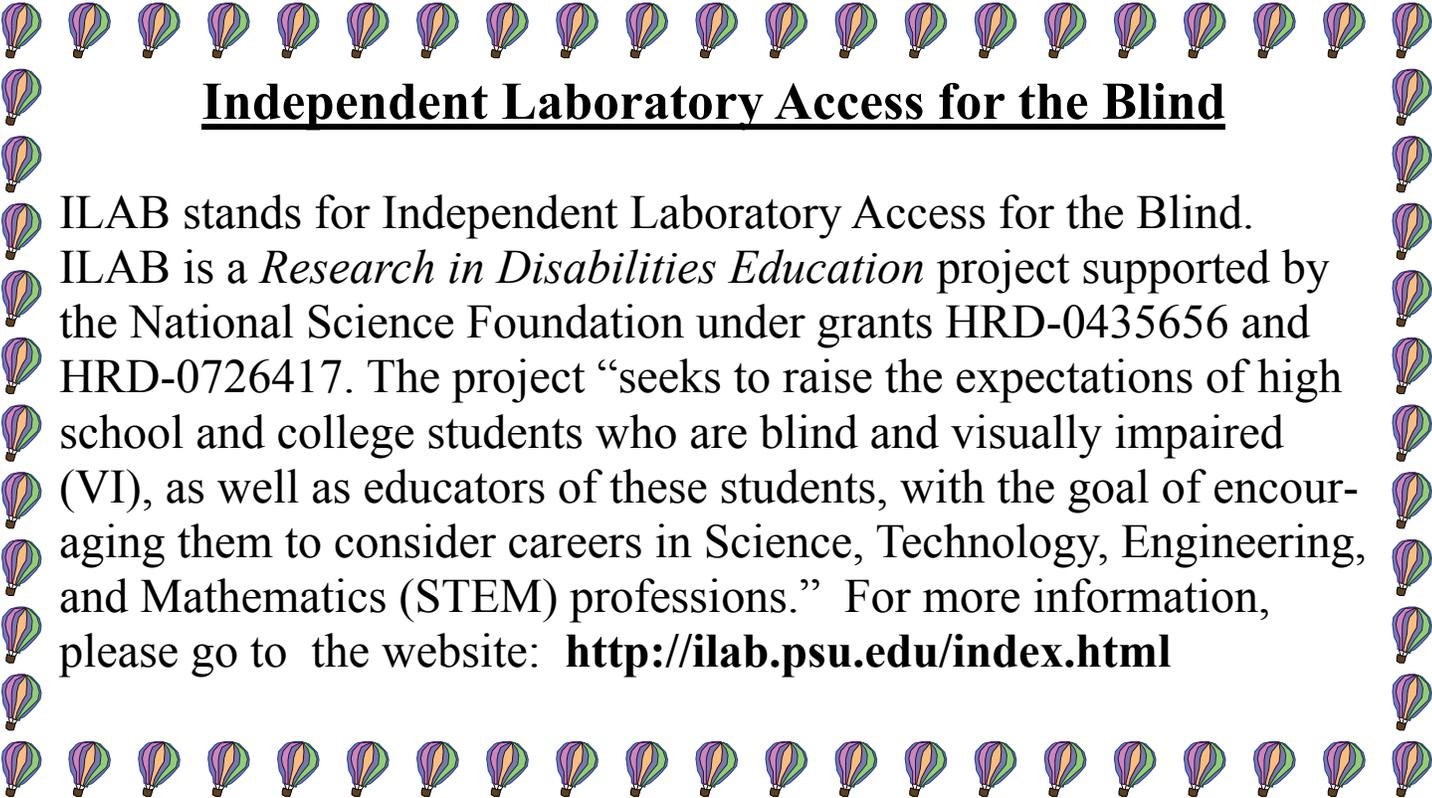 Independent Laboratory Access for the Blind
ILAB stands for Independent Laboratory Access for the Blind.
ILAB is a Research in Disabilities Education project supported by
the National Science Foundation under grants HRD-0435656 and
HRD-0726417. The project “seeks to raise the expectations of high
school and college students who are blind and visually impaired
(VI), as well as educators of these students, with the goal of encour-
aging them to consider careers in Science, Technology, Engineering,
and Mathematics (STEM) professions.”  For more information,
please go to  the website:  http://ilab.psu.edu/index.html